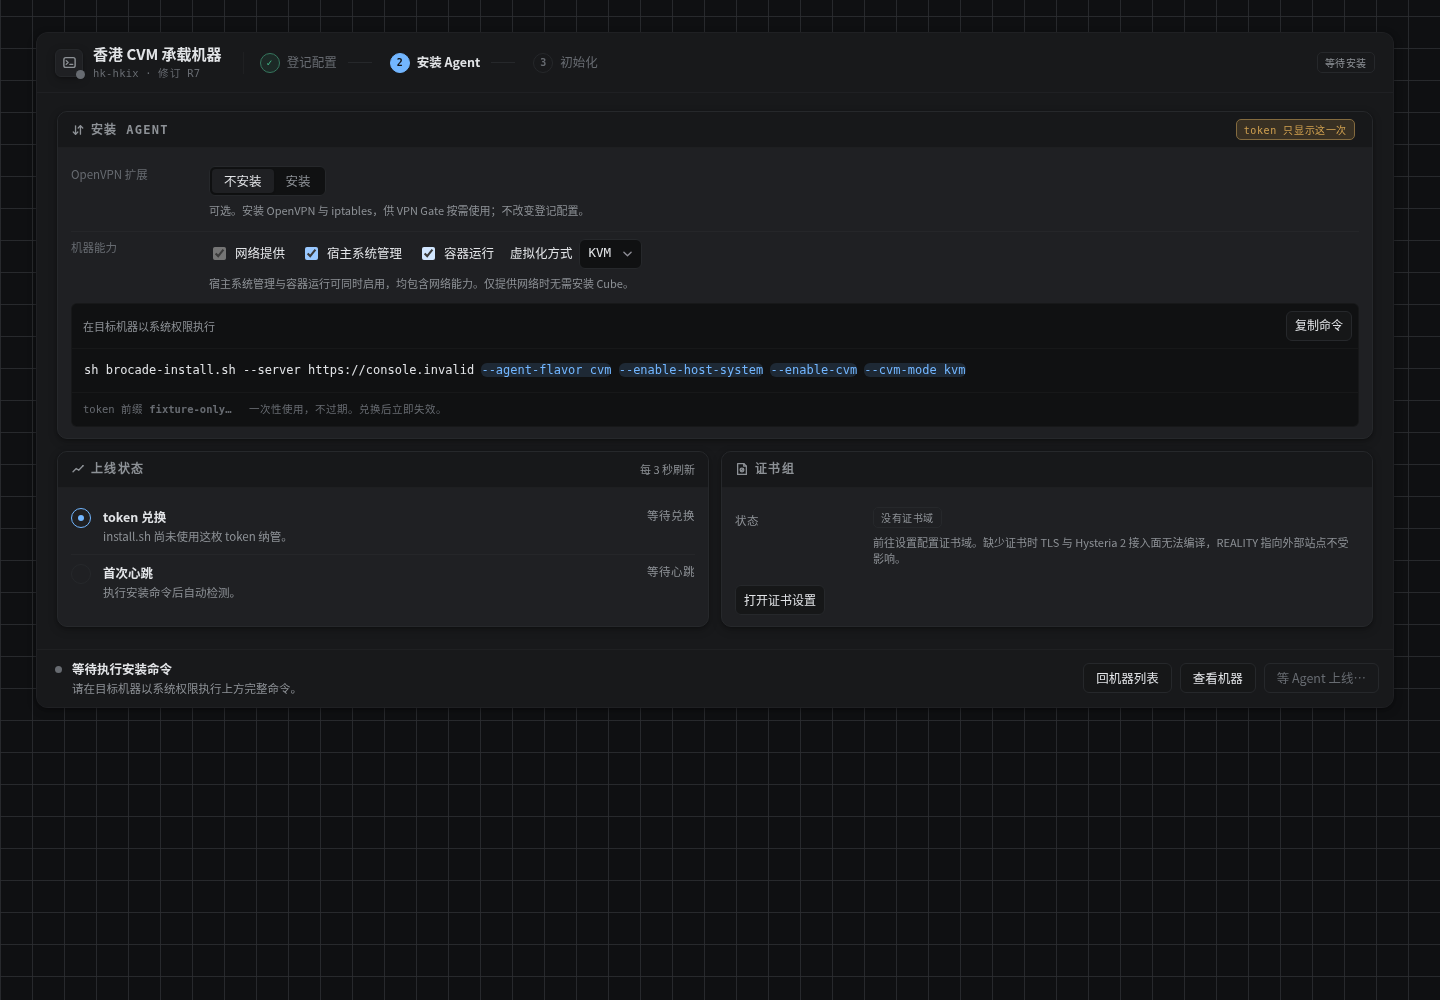 香港 CVM 承载机器
hk-hkix · 修订 R7
✓ 登记配置
2 安装 Agent
3 初始化
等待安装
安装 AGENT
token 只显示这一次
OpenVPN 扩展
不安装 安装
可选。安装 OpenVPN 与 iptables，供 VPN Gate 按需使用；不改变登记配置。
机器能力
网络提供 宿主系统管理 容器运行 虚拟化方式 KVM
宿主系统管理与容器运行可同时启用，均包含网络能力。仅提供网络时无需安装 Cube。
在目标机器以系统权限执行
复制命令
sh brocade-install.sh --server https://console.invalid --agent-flavor cvm --enable-host-system --enable-cvm --cvm-mode kvm
token 前缀 fixture-only… 一次性使用，不过期。兑换后立即失效。
上线状态
每 3 秒刷新
token 兑换
等待兑换
install.sh 尚未使用这枚 token 纳管。
首次心跳
等待心跳
执行安装命令后自动检测。
证书组
状态
没有证书域
前往设置配置证书域。缺少证书时 TLS 与 Hysteria 2 接入面无法编译，REALITY 指向外部站点不受
影响。
打开证书设置
等待执行安装命令
请在目标机器以系统权限执行上方完整命令。
回机器列表
查看机器
等 Agent 上线…